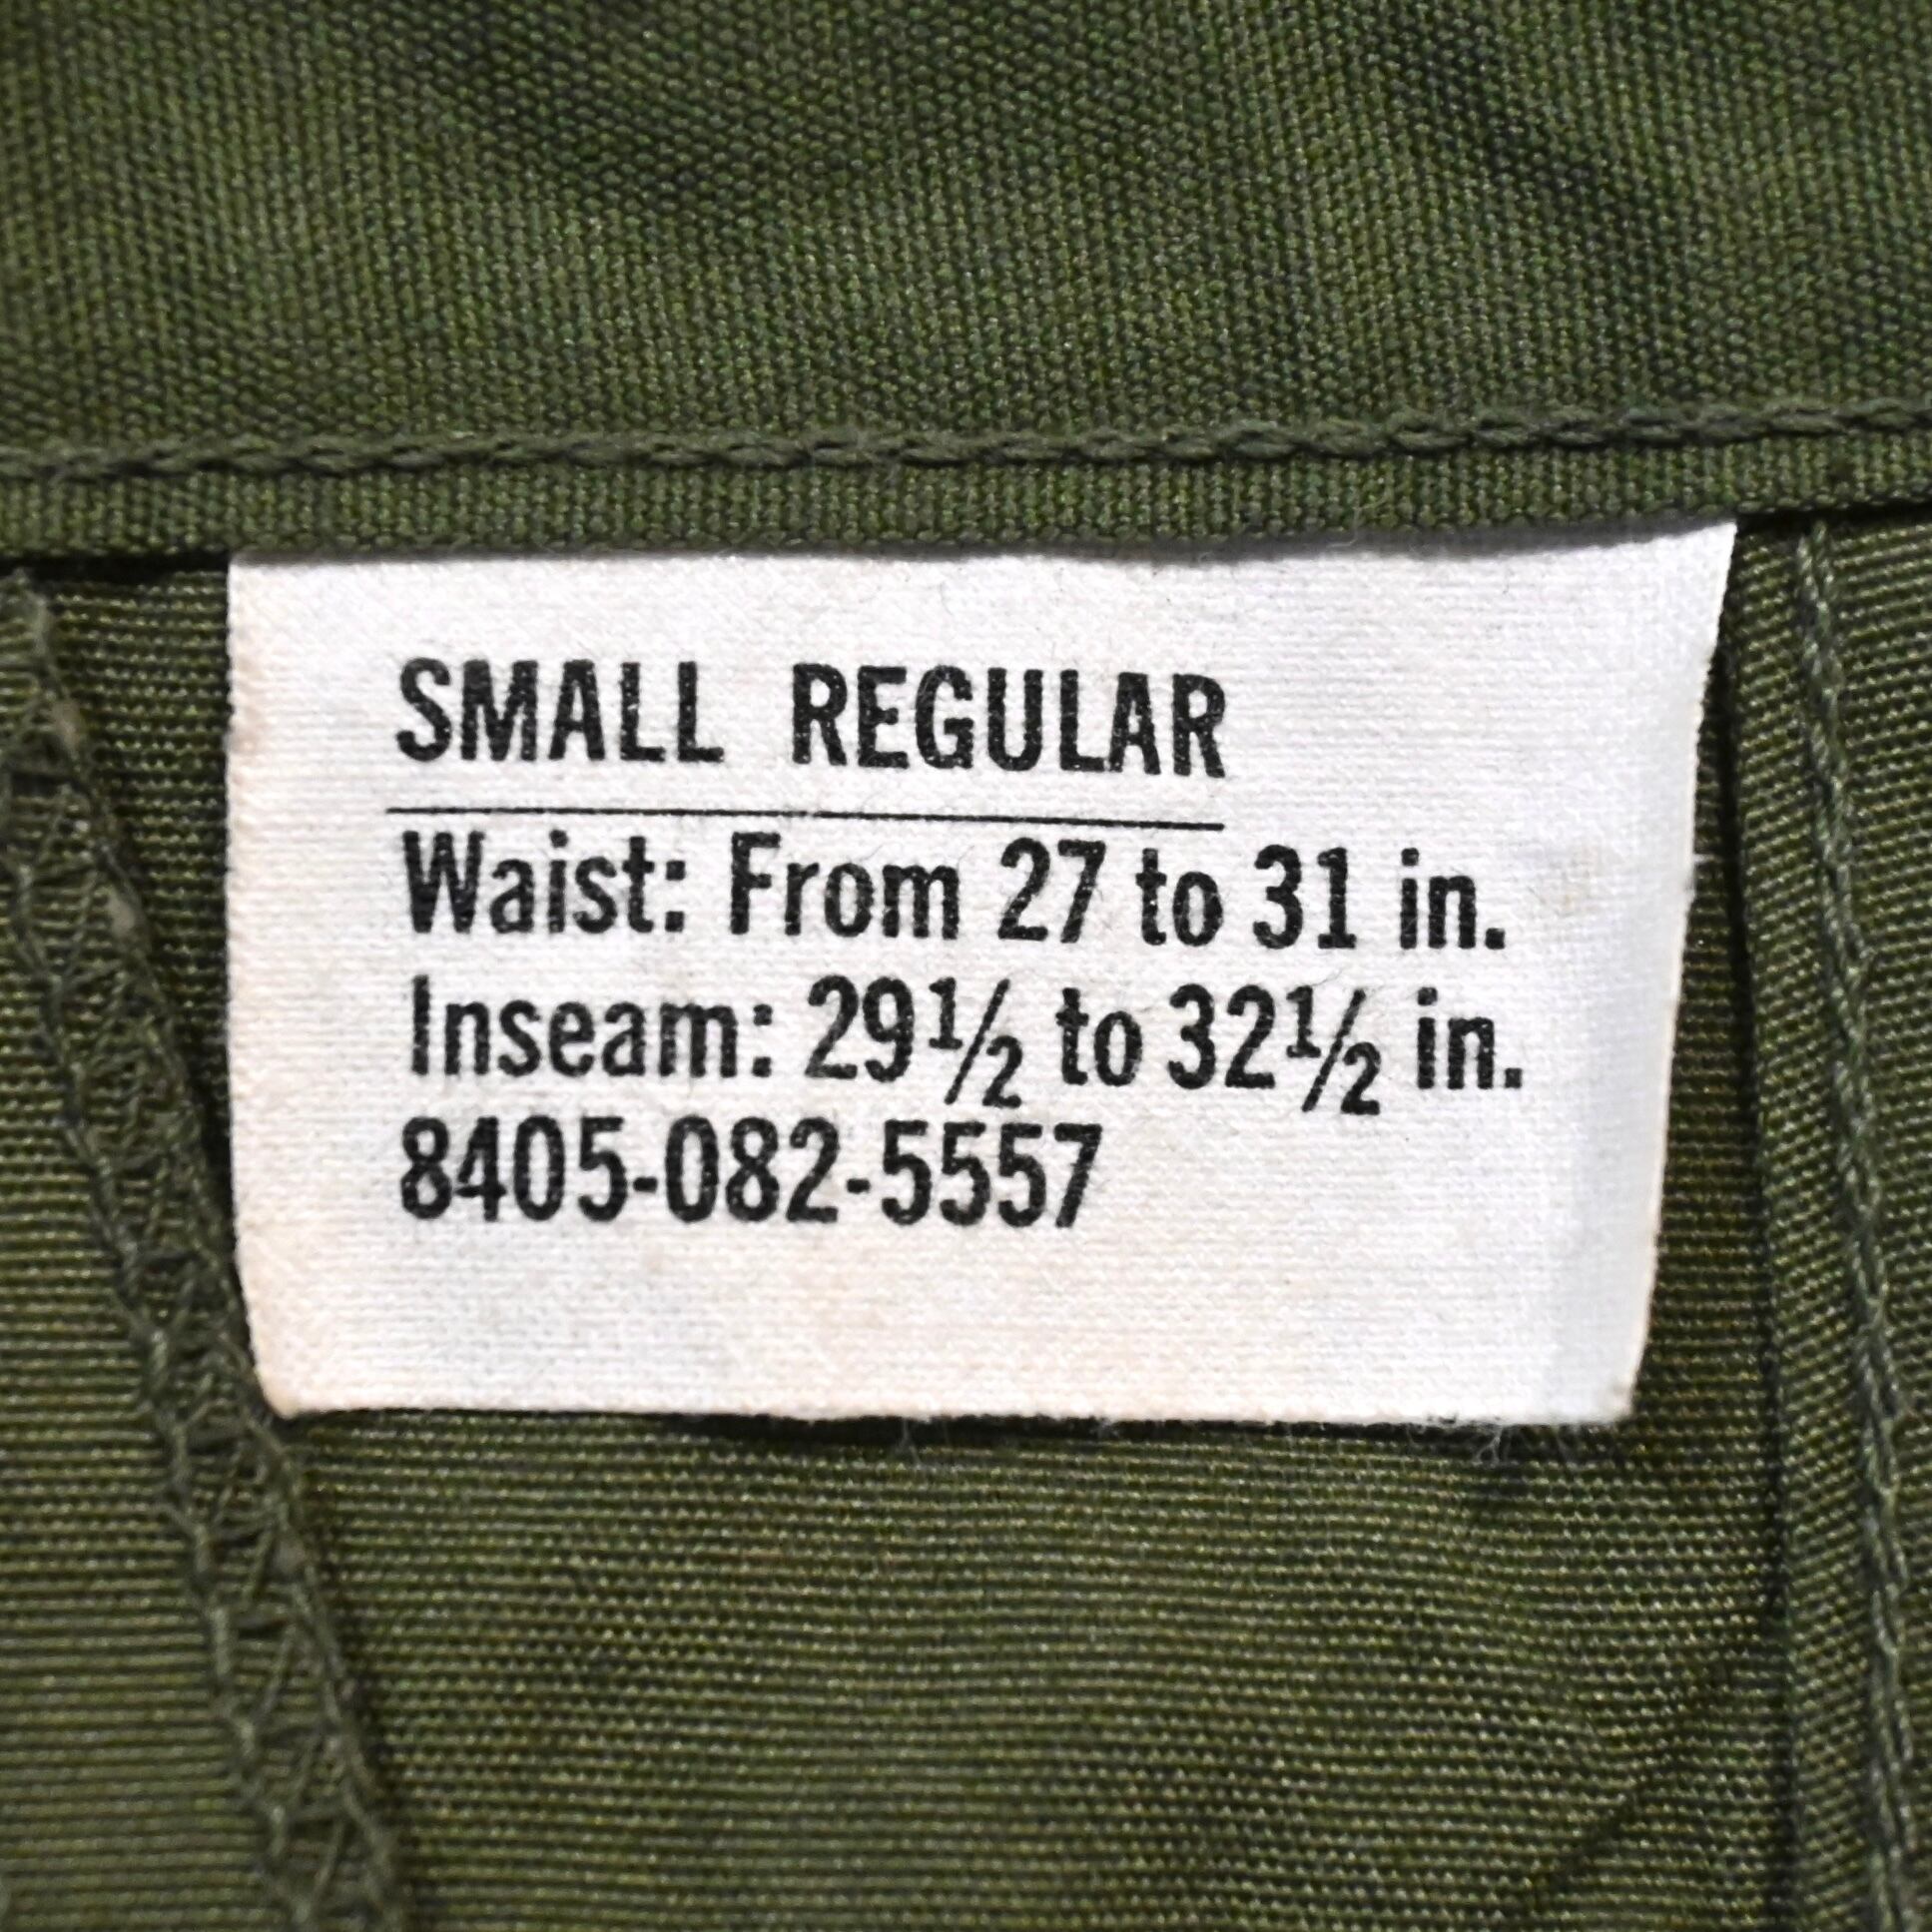 SMALL REGULAR
Waist: From 27 to 31 in.
Inseam: 29½ to 32½ in.
8405-082-5557